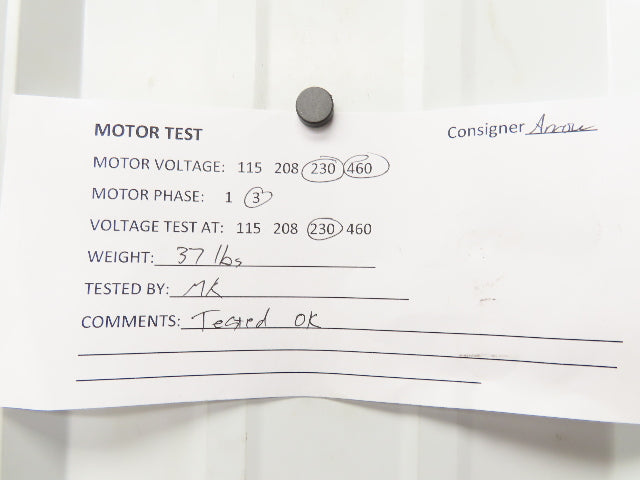 MOTOR TEST
Consigner Arrow
MOTOR VOLTAGE: 115 208 230 460
MOTOR PHASE: 1 3
VOLTAGE TEST AT: 115 208 230 460
WEIGHT: 37 lbs
TESTED BY: MK
COMMENTS: Tested OK